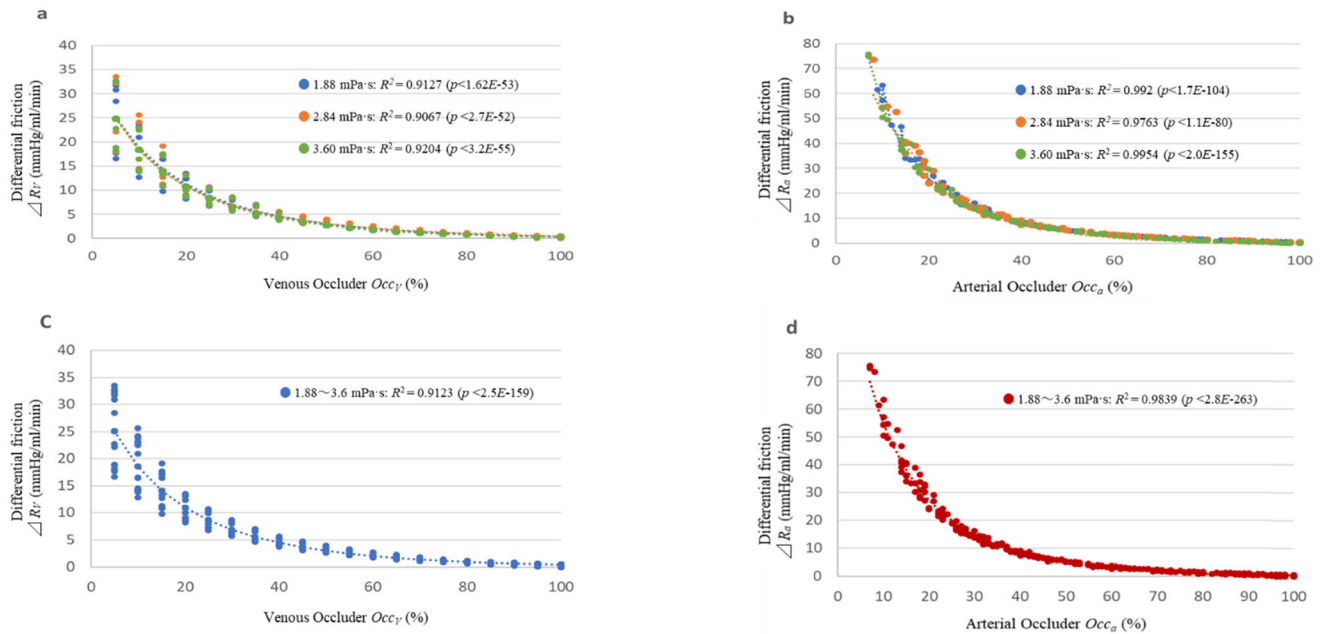 a
40
35
30
25
20
15
10
5
0
Differential friction
⊿ RV (mmHg/ml/min)
1.88 mPa·s: R² = 0.9127 (p<1.62E-53)
2.84 mPa·s: R² = 0.9067 (p<2.7E-52)
3.60 mPa·s: R² = 0.9204 (p<3.2E-55)
0 20 40 60 80 100
Venous Occluder OccV (%)
b
80
70
60
50
40
30
20
10
0
Differential friction
⊿ Ra (mmHg/ml/min)
1.88 mPa·s: R² = 0.992 (p<1.7E-104)
2.84 mPa·s: R² = 0.9763 (p<1.1E-80)
3.60 mPa·s: R² = 0.9954 (p<2.0E-155)
0 20 40 60 80 100
Arterial Occluder Occa (%)
C
40
35
30
25
20
15
10
5
0
Differential friction
⊿ RV (mmHg/ml/min)
1.88～3.6 mPa·s: R² = 0.9123 (p <2.5E-159)
0 20 40 60 80 100
Venous Occluder OccV (%)
d
80
70
60
50
40
30
20
10
0
Differential friction
⊿ Ra (mmHg/ml/min)
1.88～3.6 mPa·s: R² = 0.9839 (p <2.8E-263)
0 10 20 30 40 50 60 70 80 90 100
Arterial Occluder Occa (%)